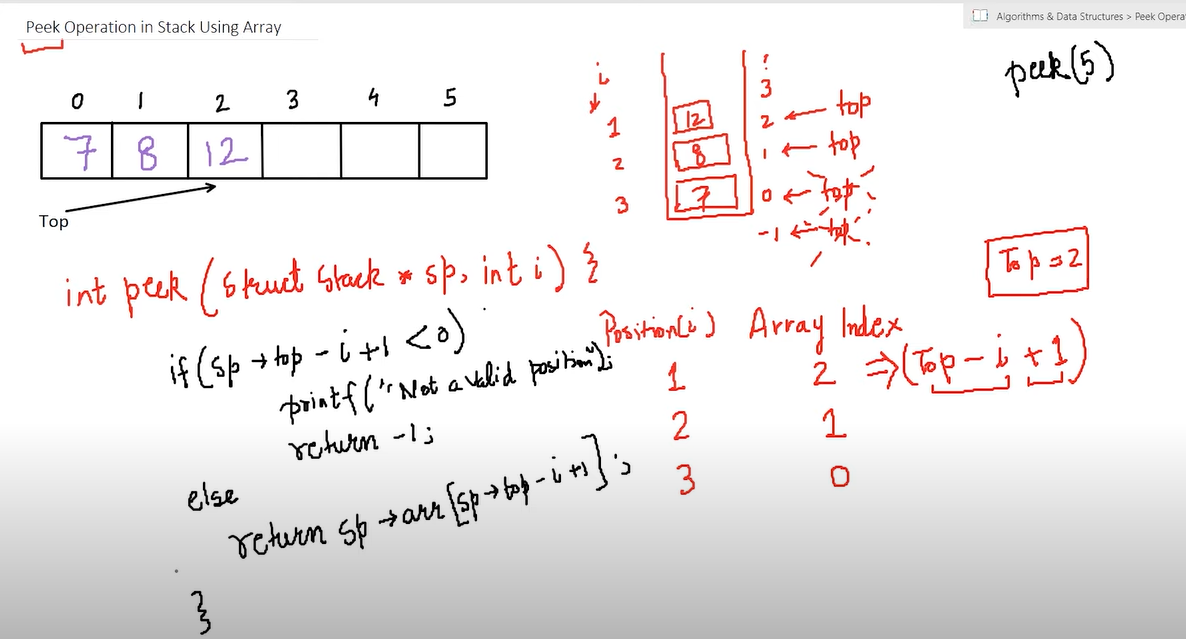 Peek Operation in Stack Using Array
Algorithms & Data Structures > Peek Opera
peek(5)
0 1 2 3 4 5
7 8 12
Top
i
1
2
3
12
8
7
:
3
2 ← top
1 ← top
0 ← top
-1 ← top
Top = 2
int peek (struct stack * sp, int i) {
if (sp → top - i + 1 < 0)
printf("Not a valid position");
return -1;
else
return sp → arr [sp → top - i + 1];
}
Position(i) Array Index
1 2 ⇒ (Top - i + 1)
2 1
3 0